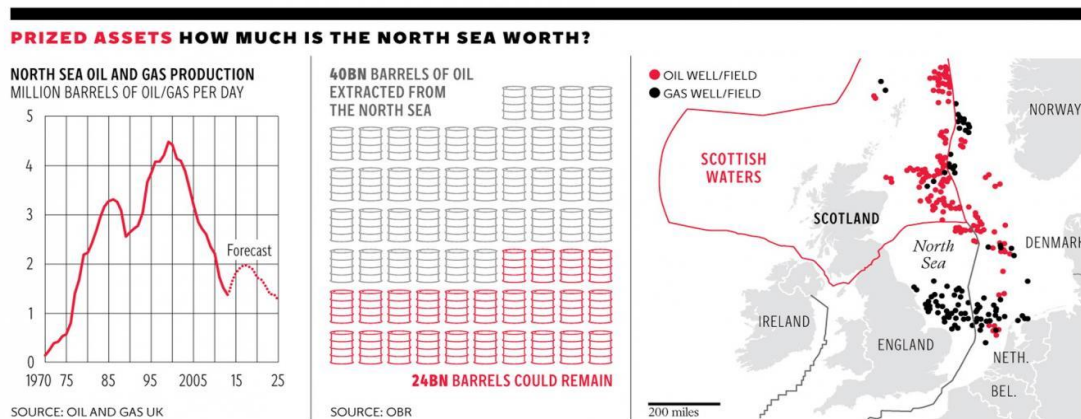 PRIZED ASSETS HOW MUCH IS THE NORTH SEA WORTH?
NORTH SEA OIL AND GAS PRODUCTION
MILLION BARRELS OF OIL/GAS PER DAY
5
4
3
2
1
0
Forecast
1970 75 85 95 2005 15 25
SOURCE: OIL AND GAS UK
40BN BARRELS OF OIL
EXTRACTED FROM
THE NORTH SEA
24BN BARRELS COULD REMAIN
SOURCE: OBR
OIL WELL/FIELD
GAS WELL/FIELD
NORWAY
SCOTTISH
WATERS
SCOTLAND
North
Sea
DENMARK
IRELAND
ENGLAND
NETH.
BEL.
200 miles